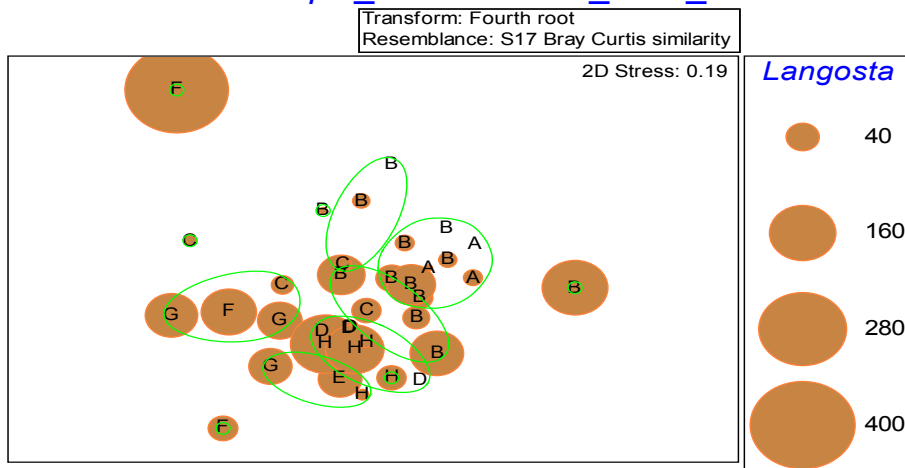 Transform: Fourth root
Resemblance: S17 Bray Curtis similarity
2D Stress: 0.19
Langosta
F
40
B
B
B
B
A
C
B
B
160
C
B
A
B
A
C
B
B
B
B
280
G
F
G
C
B
D
D
H
H
H
B
G
E
H
D
H
400
F